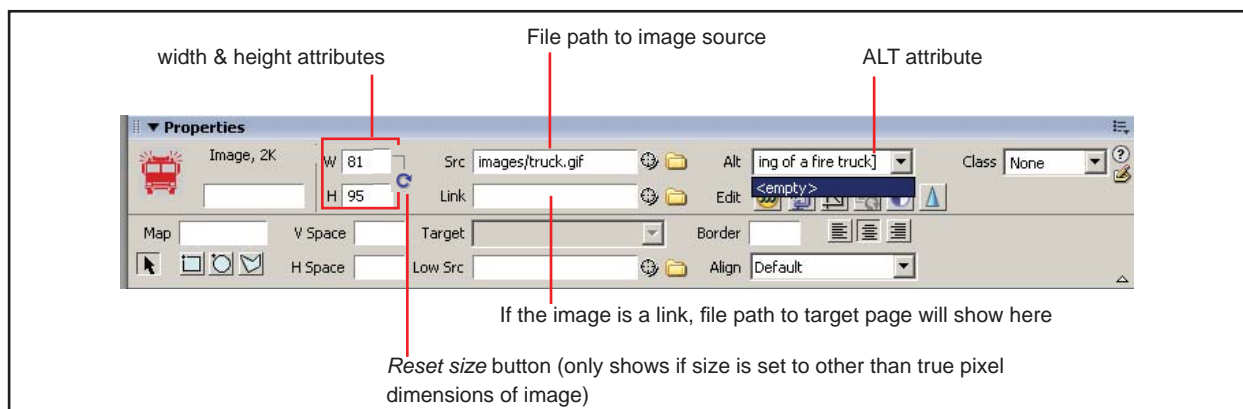 File path to image source
width & height attributes
ALT attribute
Properties
Image, 2K
W 81
Src images/truck.gif
Alt ing of a fire truck]
Class None
<empty>
H 95
Link
Edit
Map
V Space
Target
Border
H Space
Low Src
Align Default
If the image is a link, file path to target page will show here
Reset size button (only shows if size is set to other than true pixel
dimensions of image)